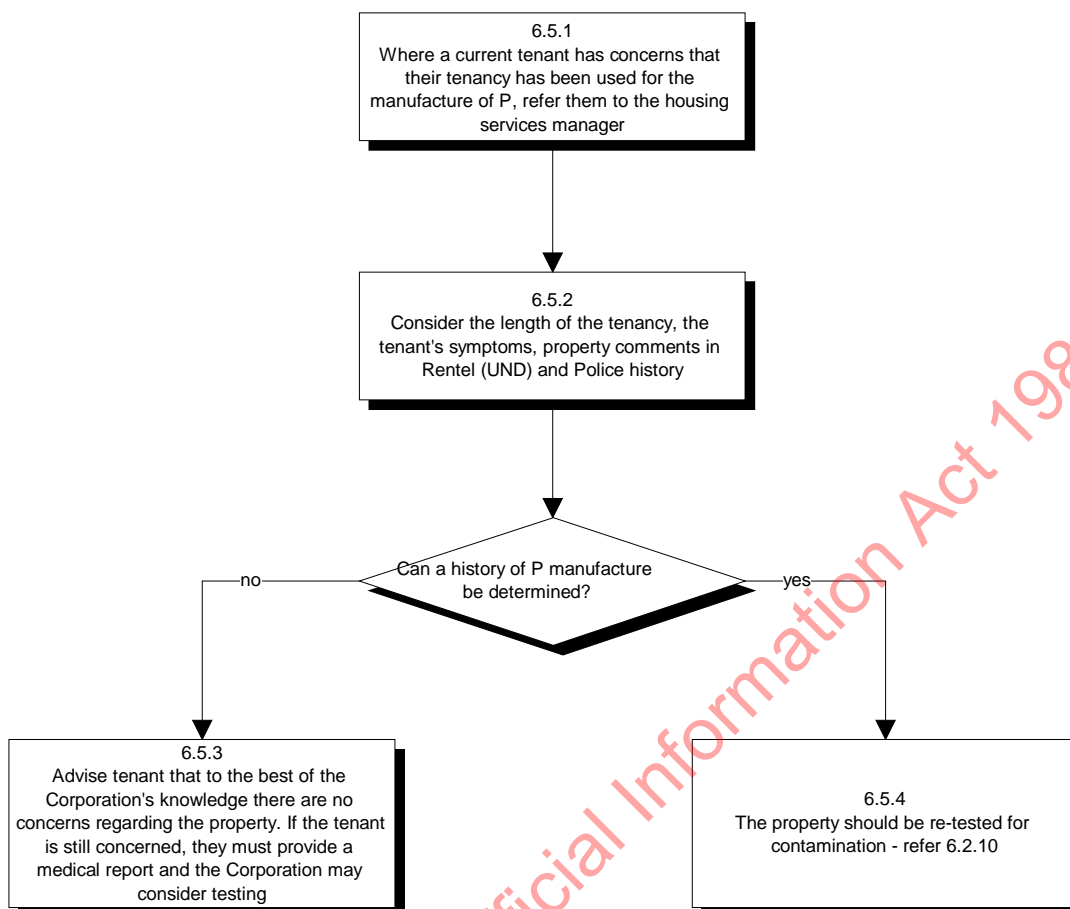 6.5.1
Where a current tenant has concerns that
their tenancy has been used for the
manufacture of P, refer them to the housing
services manager
6.5.2
Consider the length of the tenancy, the
tenant's symptoms, property comments in
Rentel (UND) and Police history
Can a history of P manufacture
be determined?
no
yes
6.5.3
Advise tenant that to the best of the
Corporation's knowledge there are no
concerns regarding the property. If the tenant
is still concerned, they must provide a
medical report and the Corporation may
consider testing
6.5.4
The property should be re-tested for
contamination - refer 6.2.10
Information Act